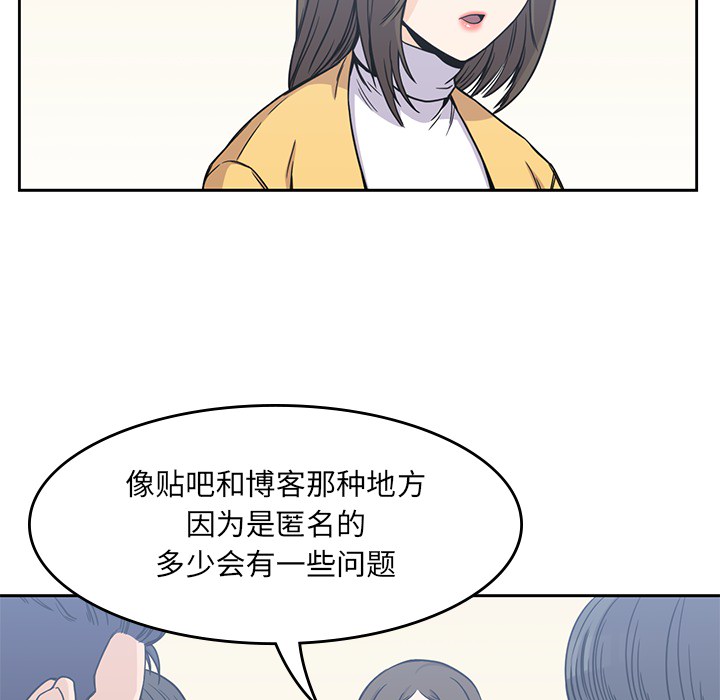 像贴吧和博客那种地方
因为是匿名的
多少会有一些问题